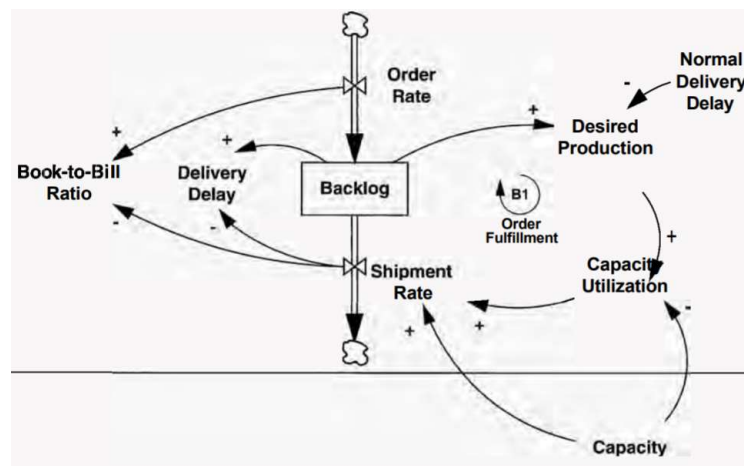 Order
Rate
Normal
Delivery
Delay
-
+
Desired
Production
+
+
Book-to-Bill
Ratio
Delivery
Delay
Backlog
B1
Order
Fulfillment
-
-
+
Shipment
Rate
Capacity
Utilization
+
+
-
Capacity